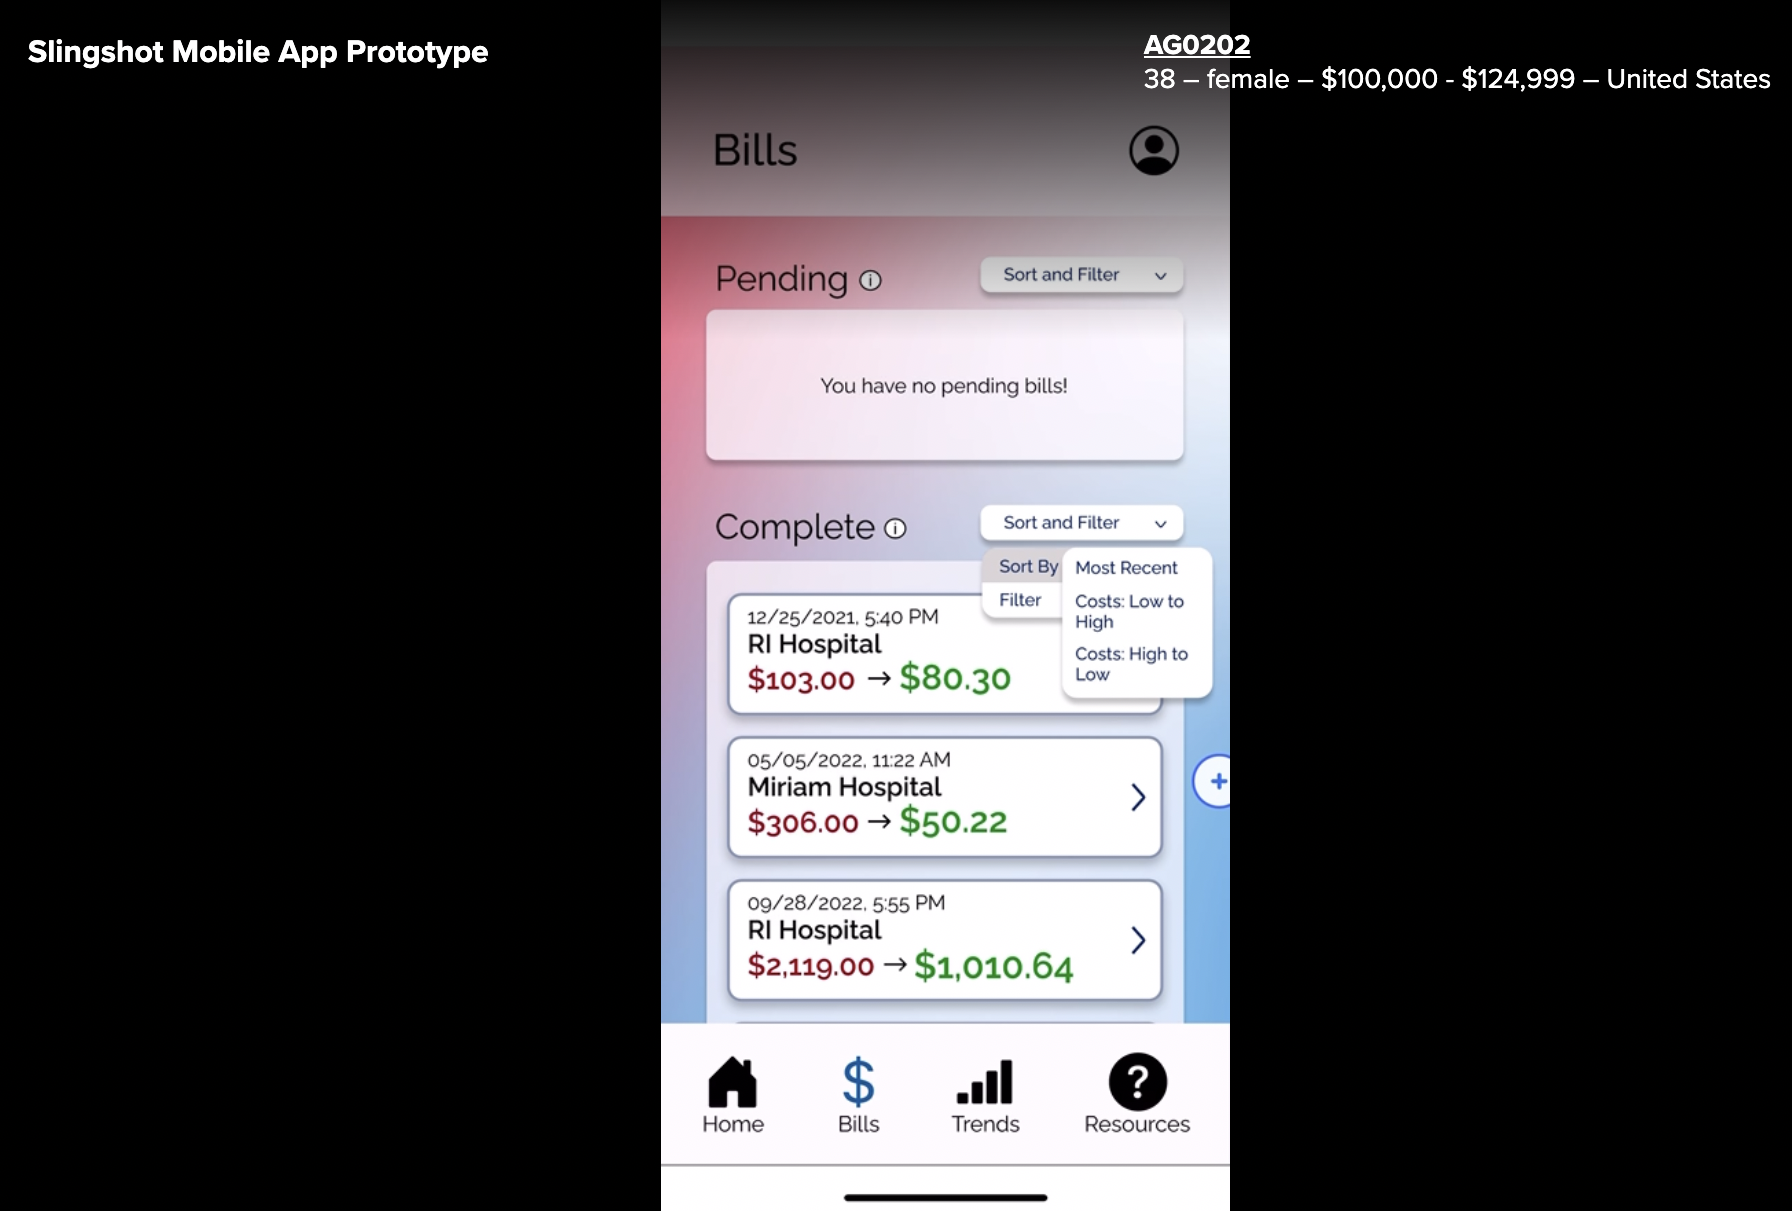 Slingshot Mobile App Prototype
AG0202
38 – female – $100,000 - $124,999 – United States
Bills
Pending
Sort and Filter
You have no pending bills!
Complete
Sort and Filter
Sort By
Filter
Most Recent
Costs: Low to
High
Costs: High to
Low
12/25/2021, 5:40 PM
RI Hospital
$103.00 → $80.30
05/05/2022, 11:22 AM
Miriam Hospital
$306.00 → $50.22
09/28/2022, 5:55 PM
RI Hospital
$2,119.00 → $1,010.64
Home
Bills
Trends
Resources